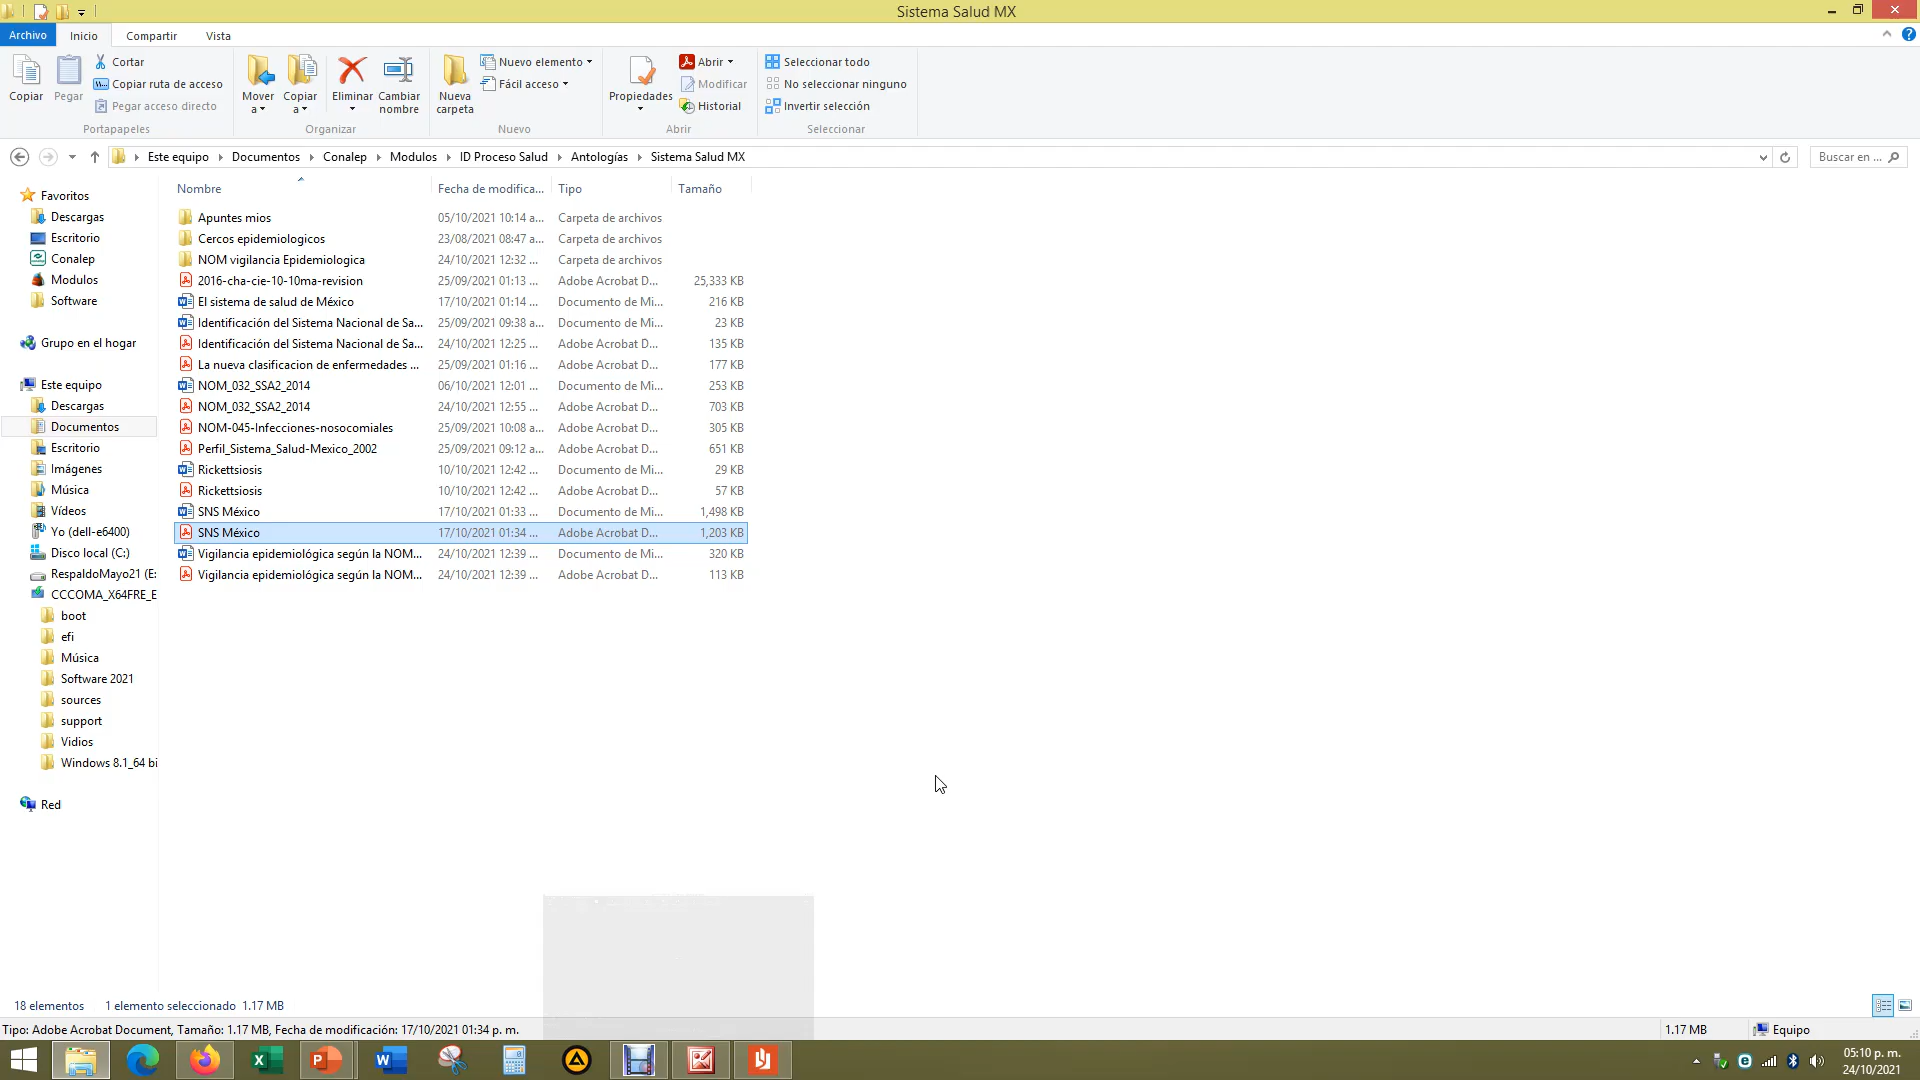 Sistema Salud MX
Archivo Inicio Compartir Vista
Copiar
Pegar
Cortar
Copiar ruta de acceso
Pegar acceso directo
Portapapeles
Mover a
Copiar a
Eliminar
Cambiar nombre
Organizar
Nueva carpeta
Nuevo elemento
Fácil acceso
Nuevo
Propiedades
Abrir
Modificar
Historial
Abrir
Seleccionar todo
No seleccionar ninguno
Invertir selección
Seleccionar
Este equipo Documentos Conalep Modulos ID Proceso Salud Antologías Sistema Salud MX
Buscar en ...
Favoritos
Descargas
Escritorio
Conalep
Modulos
Software
Grupo en el hogar
Este equipo
Descargas
Documentos
Escritorio
Imágenes
Música
Vídeos
Yo (dell-e6400)
Disco local (C:)
RespaldoMayo21 (E:
CCCOMA_X64FRE_E
boot
efi
Música
Software 2021
sources
support
Vidios
Windows 8.1_64 bi
Red
Nombre Fecha de modifica... Tipo Tamaño
Apuntes mios 05/10/2021 10:14 a... Carpeta de archivos
Cercos epidemiologicos 23/08/2021 08:47 a... Carpeta de archivos
NOM vigilancia Epidemiologica 24/10/2021 12:32 ... Carpeta de archivos
2016-cha-cie-10-10ma-revision 25/09/2021 01:13 ... Adobe Acrobat D... 25,333 KB
El sistema de salud de México 17/10/2021 01:14 ... Documento de Mi... 216 KB
Identificación del Sistema Nacional de Sa... 25/09/2021 09:38 a... Documento de Mi... 23 KB
Identificación del Sistema Nacional de Sa... 24/10/2021 12:25 ... Adobe Acrobat D... 135 KB
La nueva clasificacion de enfermedades ... 25/09/2021 01:16 ... Adobe Acrobat D... 177 KB
NOM_032_SSA2_2014 06/10/2021 12:01 ... Documento de Mi... 253 KB
NOM_032_SSA2_2014 24/10/2021 12:55 ... Adobe Acrobat D... 703 KB
NOM-045-Infecciones-nosocomiales 25/09/2021 10:08 a... Adobe Acrobat D... 305 KB
Perfil_Sistema_Salud-Mexico_2002 25/09/2021 09:12 a... Adobe Acrobat D... 651 KB
Rickettsiosis 10/10/2021 12:42 ... Documento de Mi... 29 KB
Rickettsiosis 10/10/2021 12:42 ... Adobe Acrobat D... 57 KB
SNS México 17/10/2021 01:33 ... Documento de Mi... 1,498 KB
SNS México 17/10/2021 01:34 ... Adobe Acrobat D... 1,203 KB
Vigilancia epidemiológica según la NOM... 24/10/2021 12:39 ... Documento de Mi... 320 KB
Vigilancia epidemiológica según la NOM... 24/10/2021 12:39 ... Adobe Acrobat D... 113 KB
18 elementos 1 elemento seleccionado 1.17 MB
Tipo: Adobe Acrobat Document, Tamaño: 1.17 MB, Fecha de modificación: 17/10/2021 01:34 p. m. 1.17 MB Equipo
05:10 p. m.
24/10/2021